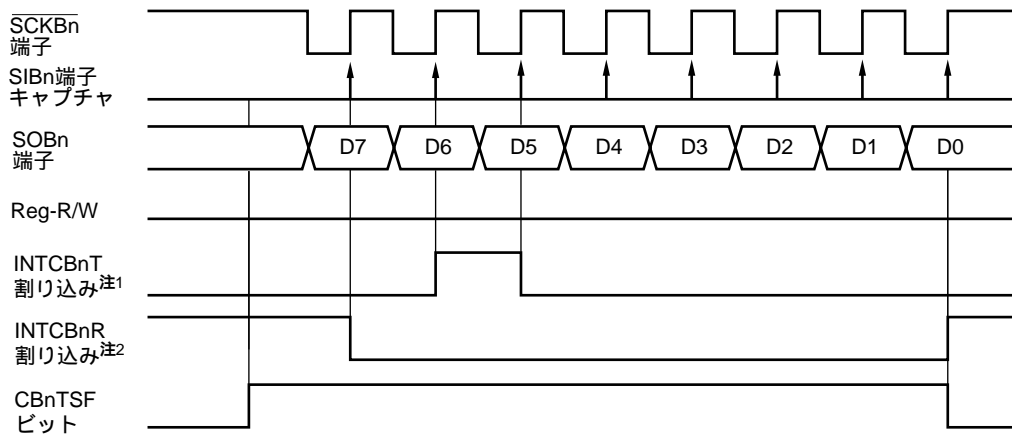 SCKBn
端子
SIBn端子
キャプチャ
SOBn
端子
D7 D6 D5 D4 D3 D2 D1 D0
Reg-R/W
INTCBnT
割り込み注1
INTCBnR
割り込み注2
CBnTSF
ビット